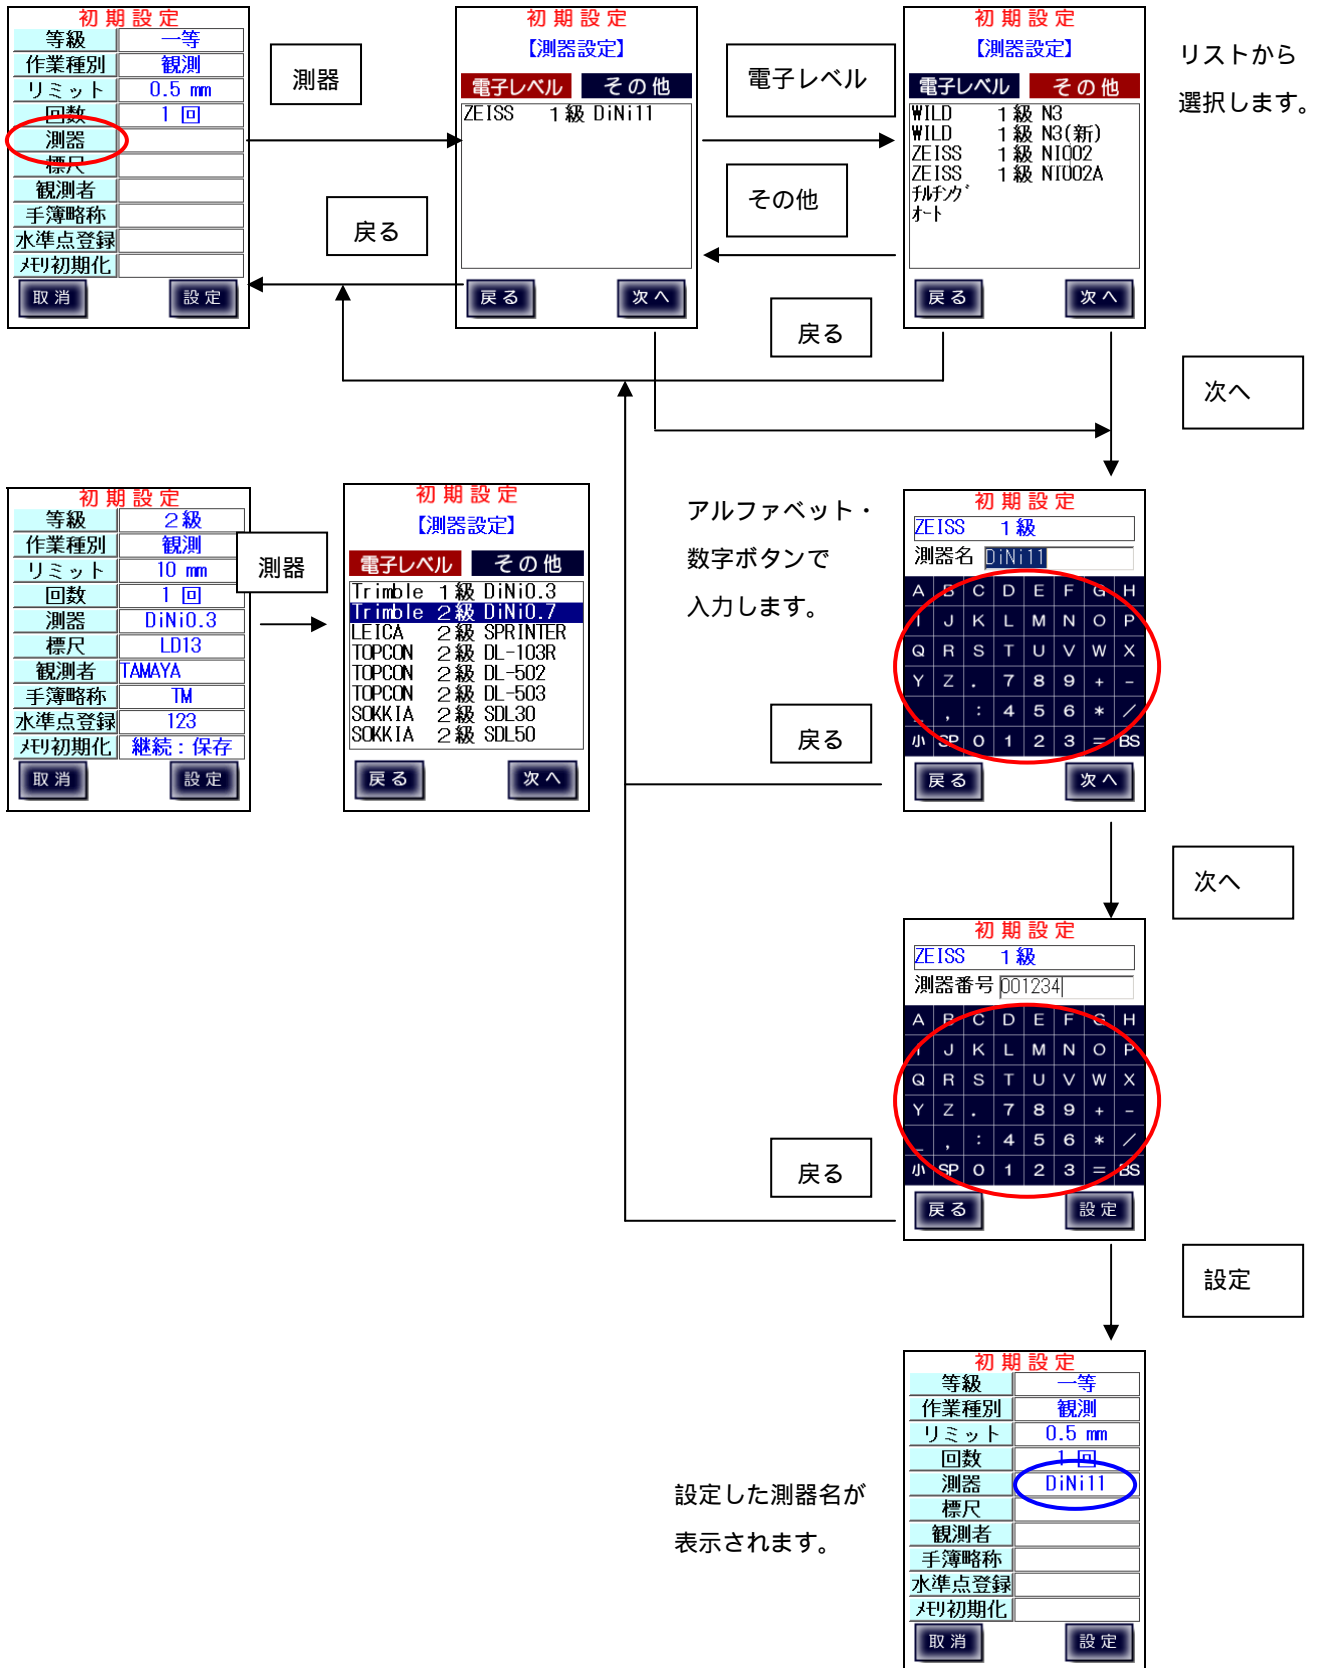 初期設定
等級 一等
作業種別 観測
リミット 0.5 mm
回数 1 回
測器
標尺
観測者
手簿略称
水準点登録
ﾒﾓﾘ初期化
取消 設定
測器
戻る
初期設定
【測器設定】
電子レベル その他
ZEISS 1級 DiNi11
戻る 次へ
電子レベル
その他
戻る
初期設定
【測器設定】
電子レベル その他
WILD 1級 N3
WILD 1級 N3(新)
ZEISS 1級 NI002
ZEISS 1級 NI002A
ﾁﾙﾁﾝｸﾞ
ｵｰﾄ
戻る 次へ
リストから
選択します。
次へ
初期設定
等級 2級
作業種別 観測
リミット 10 mm
回数 1 回
測器 DiNi0.3
標尺 LD13
観測者 TAMAYA
手簿略称 TM
水準点登録 123
ﾒﾓﾘ初期化 継続：保存
取消 設定
測器
初期設定
【測器設定】
電子レベル その他
Trimble 1級 DiNi0.3
Trimble 2級 DiNi0.7
LEICA 2級 SPRINTER
TOPCON 2級 DL-103R
TOPCON 2級 DL-502
TOPCON 2級 DL-503
SOKKIA 2級 SDL30
SOKKIA 2級 SDL50
戻る 次へ
アルファベット・
数字ボタンで
入力します。
戻る
初期設定
ZEISS 1級
測器名 DiNi11
A B C D E F G H
I J K L M N O P
Q R S T U V W X
Y Z . 7 8 9 + -
_ , : 4 5 6 * /
小 SP 0 1 2 3 = BS
戻る 次へ
次へ
初期設定
ZEISS 1級
測器番号 001234
A B C D E F G H
I J K L M N O P
Q R S T U V W X
Y Z . 7 8 9 + -
_ , : 4 5 6 * /
小 SP 0 1 2 3 = BS
戻る 設定
戻る
設定
設定した測器名が
表示されます。
初期設定
等級 一等
作業種別 観測
リミット 0.5 mm
回数 1 回
測器 DiNi11
標尺
観測者
手簿略称
水準点登録
ﾒﾓﾘ初期化
取消 設定